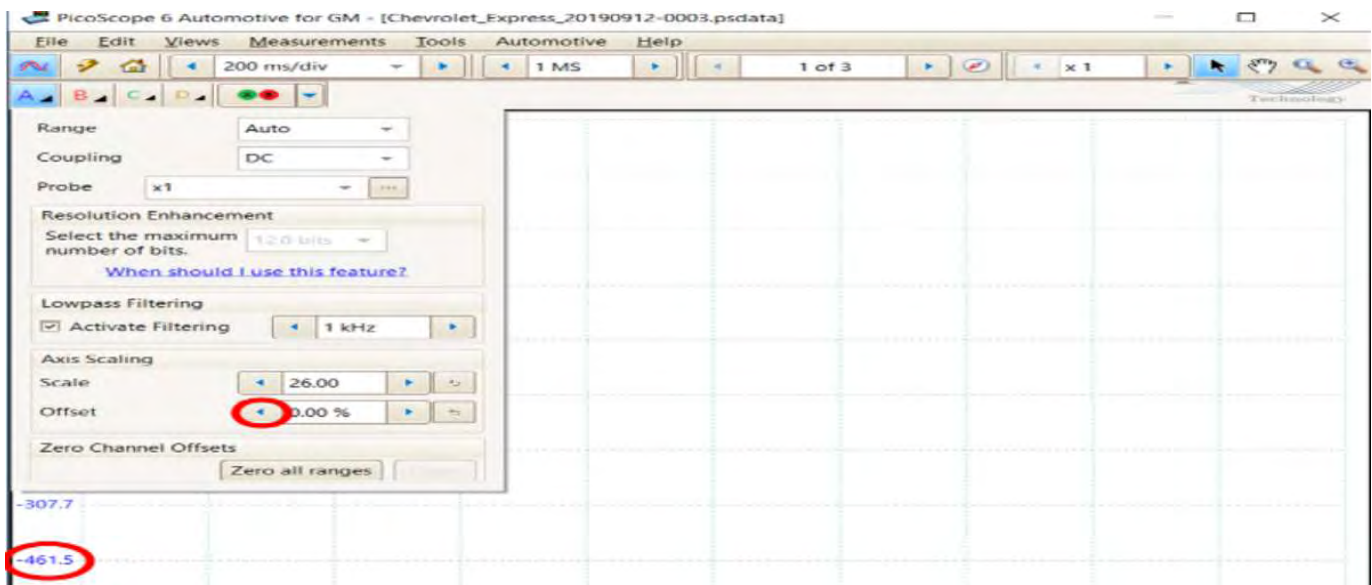 PicoScope 6 Automotive for GM - [Chevrolet_Express_20190912-0003.psdata]
File Edit Views Measurements Tools Automotive Help
200 ms/div 1 MS 1 of 3 x 1
A B C D
Technology
Range Auto
Coupling DC
Probe x1 ...
Resolution Enhancement
Select the maximum 12.0 bits
number of bits.
When should I use this feature?
Lowpass Filtering
Activate Filtering 1 kHz
Axis Scaling
Scale 26.00
Offset 0.00 %
Zero Channel Offsets
Zero all ranges
-307.7
-461.5